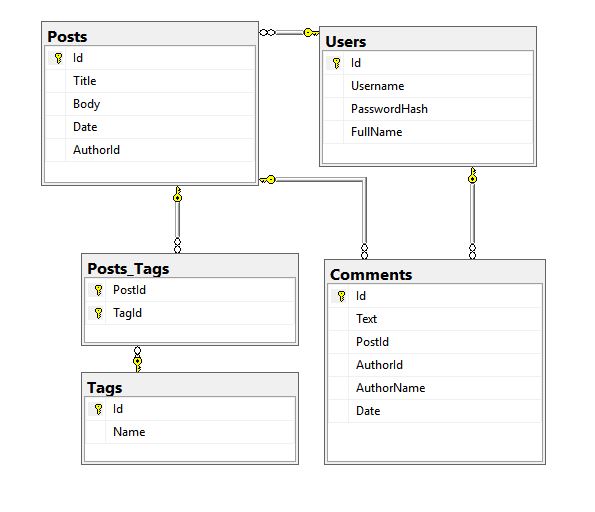 Posts
Id
Title
Body
Date
AuthorId
Users
Id
Username
PasswordHash
FullName
Posts_Tags
PostId
TagId
Tags
Id
Name
Comments
Id
Text
PostId
AuthorId
AuthorName
Date